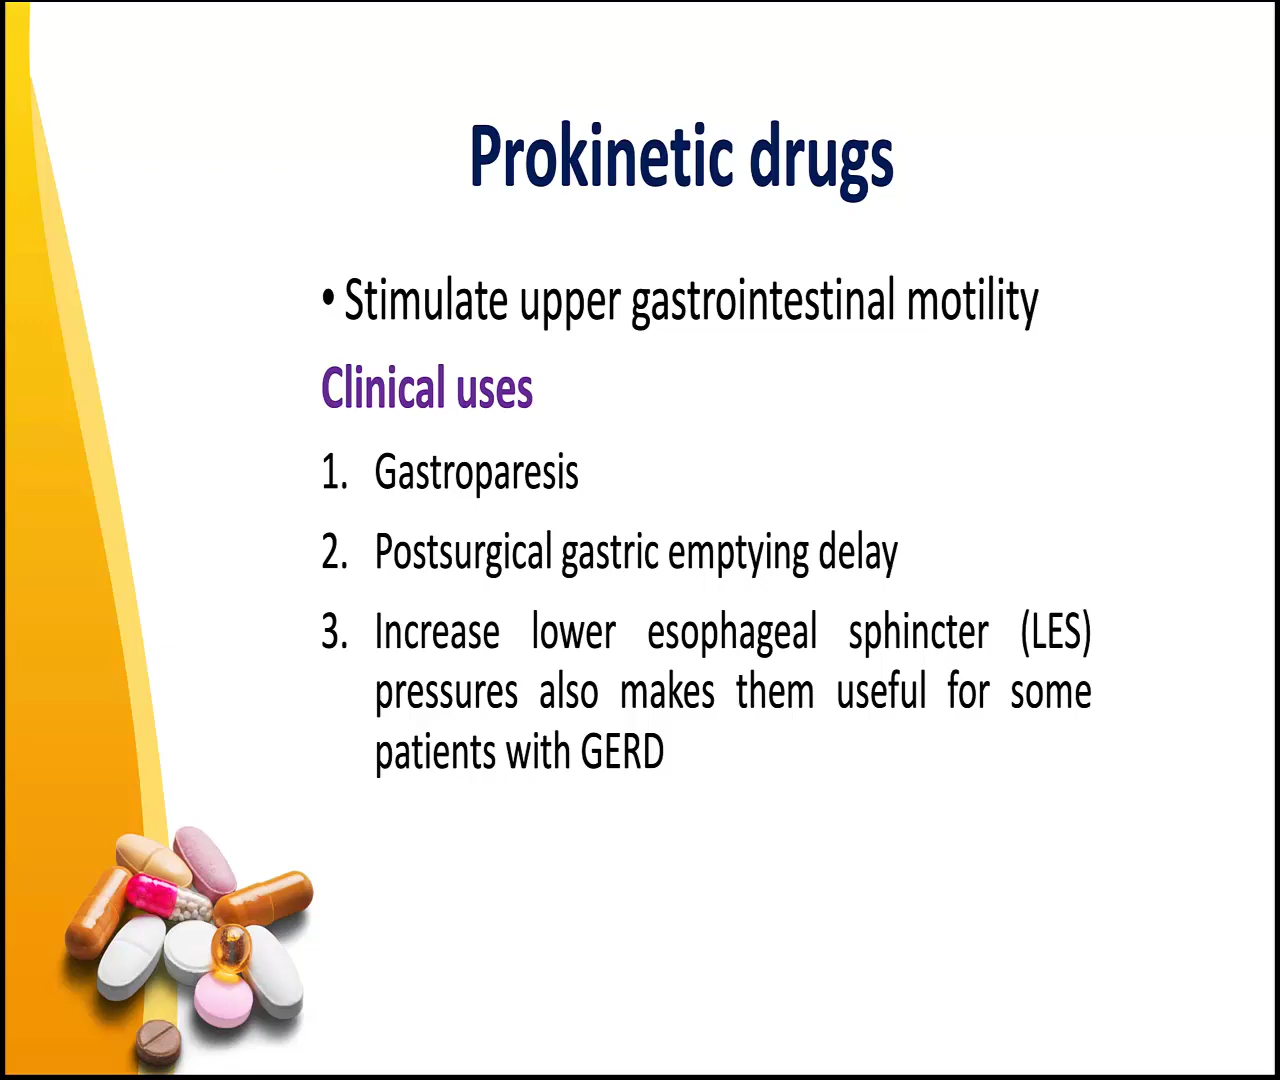 Prokinetic drugs
• Stimulate upper gastrointestinal motility
Clinical uses
1. Gastroparesis
2. Postsurgical gastric emptying delay
3. Increase lower esophageal sphincter (LES)
pressures also makes them useful for some
patients with GERD